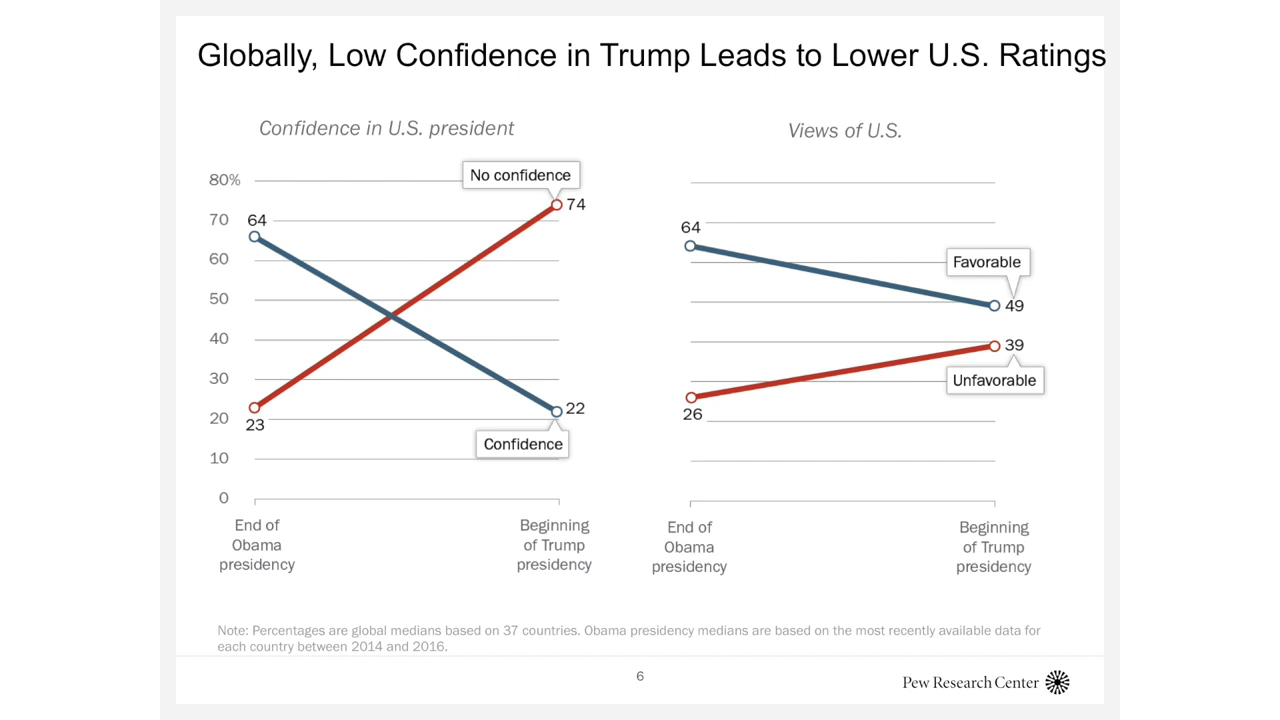 Globally, Low Confidence in Trump Leads to Lower U.S. Ratings
Confidence in U.S. president
80%
70
60
50
40
30
20
10
0
64
23
No confidence
74
22
Confidence
End of
Obama
presidency
Beginning
of Trump
presidency
Views of U.S.
64
26
Favorable
49
39
Unfavorable
End of
Obama
presidency
Beginning
of Trump
presidency
Note: Percentages are global medians based on 37 countries. Obama presidency medians are based on the most recently available data for
each country between 2014 and 2016.
6
Pew Research Center